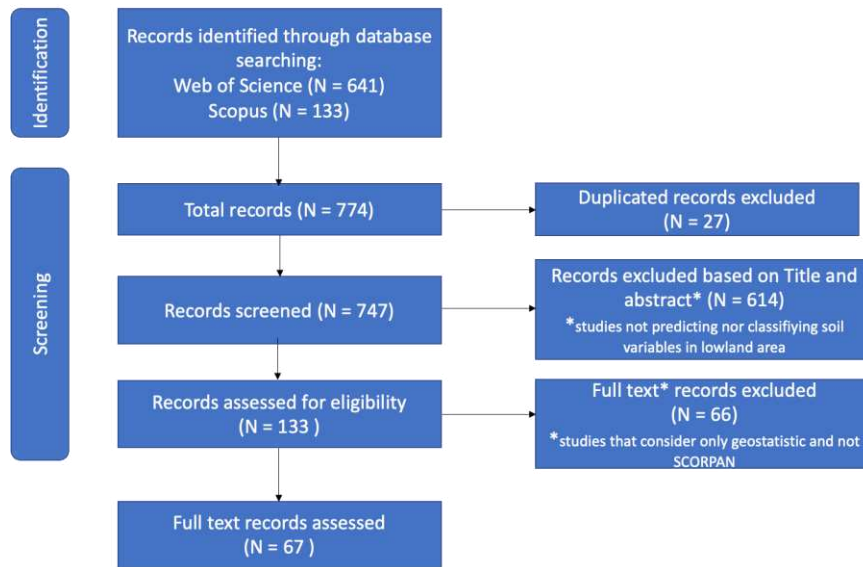 Identification
Records identified through database
searching:
Web of Science (N = 641)
Scopus (N = 133)
Screening
Total records (N = 774)
Duplicated records excluded
(N = 27)
Records screened (N = 747)
Records excluded based on Title and
abstract* (N = 614)
*studies not predicting nor classifiying soil
variables in lowland area
Records assessed for eligibility
(N = 133 )
Full text* records excluded
(N = 66)
*studies that consider only geostatistic and not
SCORPAN
Full text records assessed
(N = 67 )